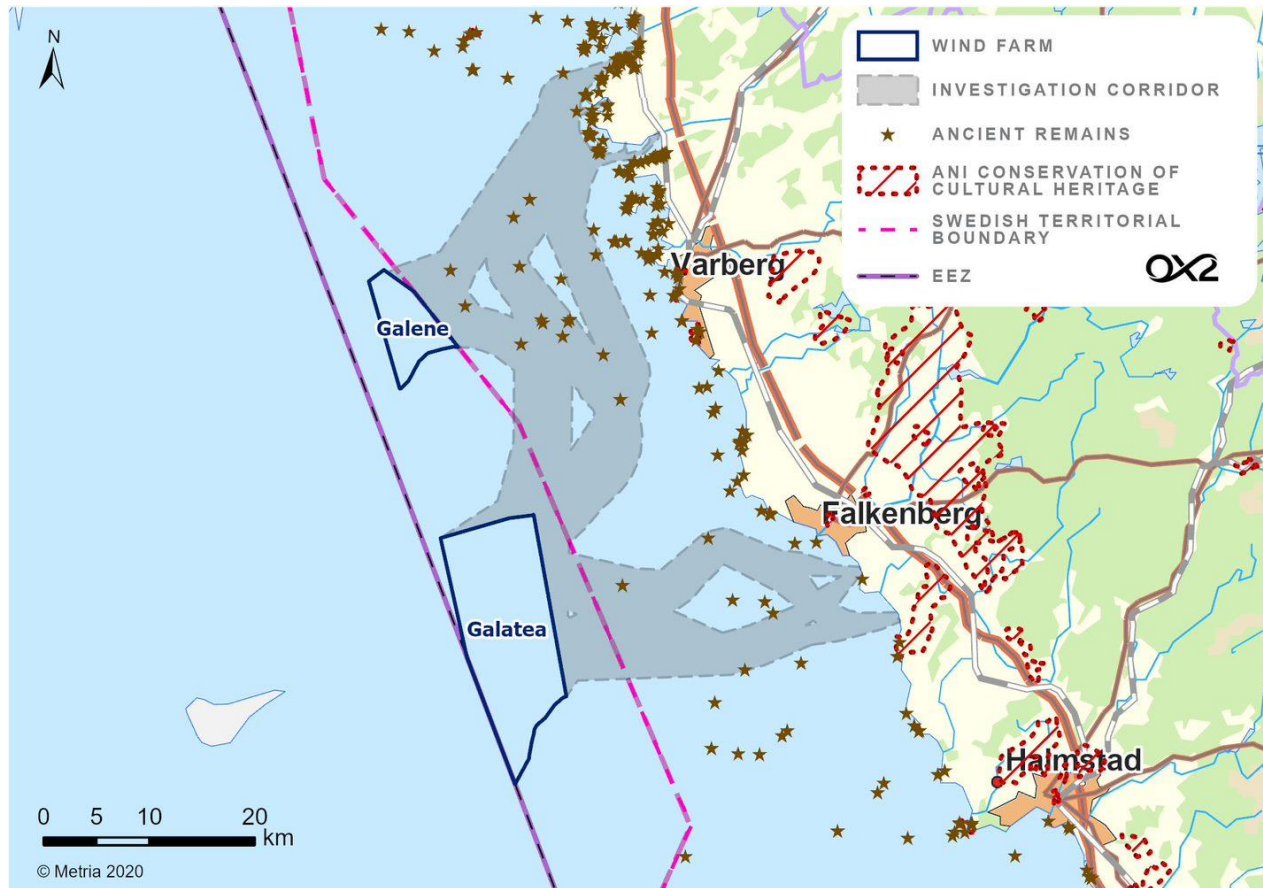 N
WIND FARM
INVESTIGATION CORRIDOR
ANCIENT REMAINS
ANI CONSERVATION OF
CULTURAL HERITAGE
SWEDISH TERRITORIAL
BOUNDARY
EEZ
OX2
Varberg
Galene
Falkenberg
Galatea
Halmstad
0 5 10 20
km
© Metria 2020